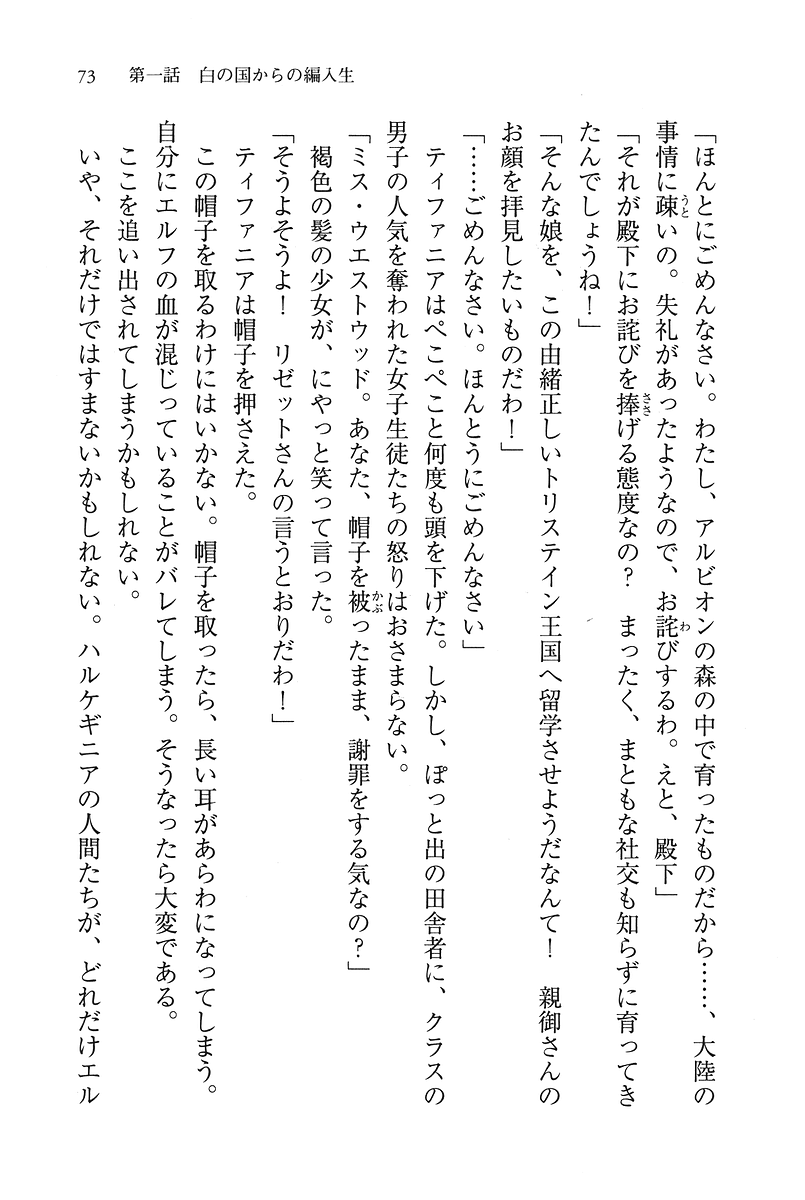 73　第一話　白の国からの編入生
「ほんとにごめんなさい。わたし、アルビオンの森の中で育ったものだから……、大陸の
事情に疎いの。失礼があったようなので、お詫びするわ。えと、殿下」
「それが殿下にお詫びを捧げる態度なの？　まったく、まともな社交も知らずに育ってき
たんでしょうね！」
「そんな娘を、この由緒正しいトリステイン王国へ留学させようだなんて！　親御さんの
お顔を拝見したいものだわ！」
「……ごめんなさい。ほんとうにごめんなさい」
　ティファニアはぺこぺこと何度も頭を下げた。しかし、ぽっと出の田舎者に、クラスの
男子の人気を奪われた女子生徒たちの怒りはおさまらない。
「ミス・ウエストウッド。あなた、帽子を被ったまま、謝罪をする気なの？」
　褐色の髪の少女が、にやっと笑って言った。
「そうよそうよ！　リゼットさんの言うとおりだわ！」
　ティファニアは帽子を押さえた。
　この帽子を取るわけにはいかない。帽子を取ったら、長い耳があらわになってしまう。
自分にエルフの血が混じっていることがバレてしまう。そうなったら大変である。
　ここを追い出されてしまうかもしれない。
　いや、それだけではすまないかもしれない。ハルケギニアの人間たちが、どれだけエル